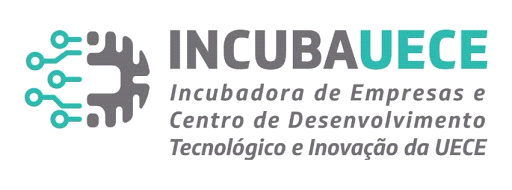 INCUBAUECE
Incubadora de Empresas e
Centro de Desenvolvimento
Tecnológico e Inovação da UECE